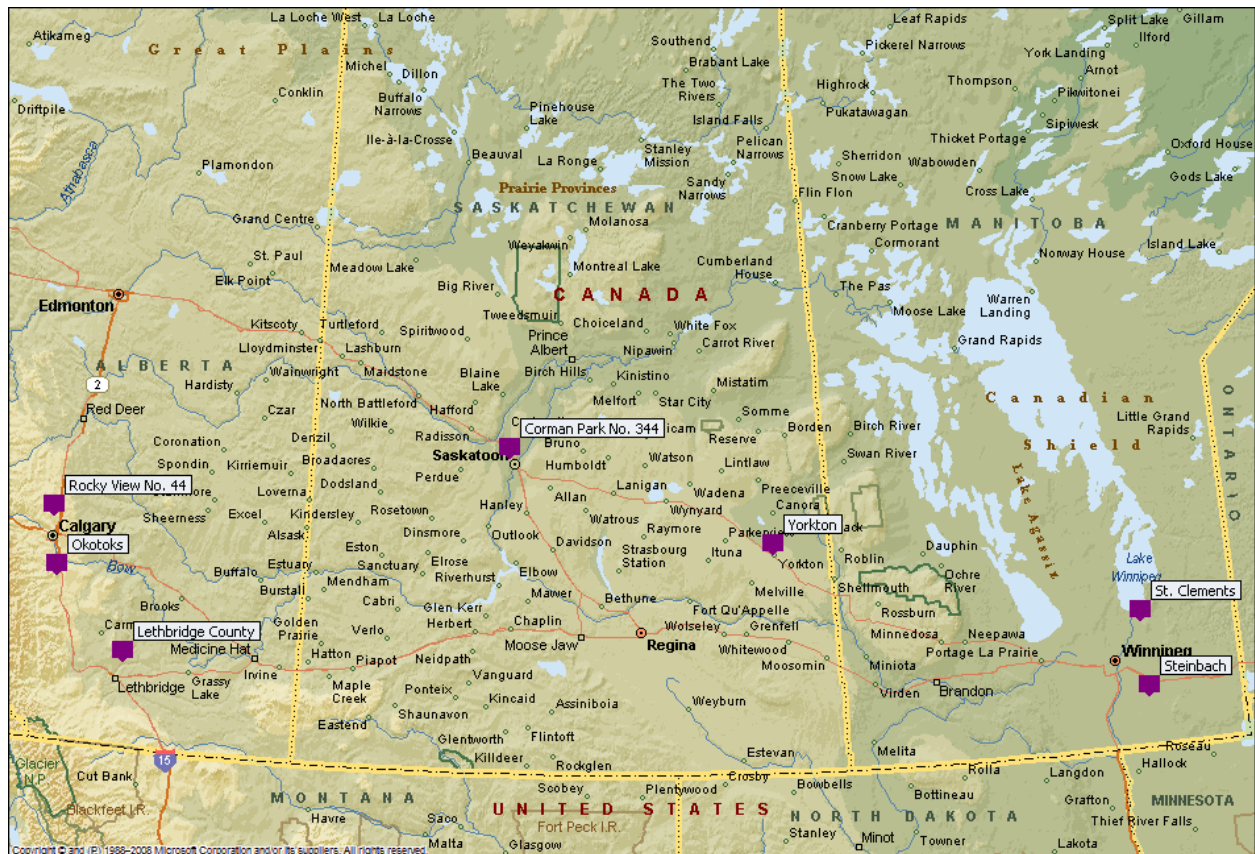 La Loche West
La Loche
Leaf Rapids
Split Lake
Gillam
Atikameg
Great Plains
Southend
Pickerel Narrows
York Landing
Ilford
Michel
Dillon
Brabant Lake
Arnot
Conklin
Buffalo
Narrows
The Two
Rivers
Highrock
Thompson
Pikwitonei
Driftpile
Pinehouse
Lake
Island Falls
Pukatawagan
Sipiwesk
Ile-à-la-Crosse
Stanley
Mission
Pelican
Narrows
Thicket Portage
Oxford House
Athabasca
Plamondon
Beauval
La Ronge
Sherridon
Wabowden
Gods Lake
Sandy
Narrows
Snow Lake
Cross Lake
Prairie Provinces
Flin Flon
SASKATCHEWAN
Grand Centre
Molanosa
Cranberry Portage
MANITOBA
Weyakwin
Cormorant
Island Lake
St. Paul
Meadow Lake
Montreal Lake
Cumberland
House
Norway House
Elk Point
Big River
The Pas
Edmonton
CANADA
Warren
Landing
Tweedsmuir
Moose Lake
Kitscoty
Turtleford
Spiritwood
Choiceland
White Fox
Lloydminster
Lashburn
Prince
Albert
Nipawin
Carrot River
Grand Rapids
ALBERTA
Wainwright
Maidstone
Blaine
Lake
Birch Hills
Kinistino
Mistatim
2
Hardisty
North Battleford
Hafford
Melfort
Star City
Canadian
ONTARIO
Red Deer
Czar
Wilkie
Somme
Little Grand
Rapids
Corman Park No. 344
Borden
Birch River
Coronation
Denzil
Radisson
Bruno
Reserve
Shield
Spondin
Kirriemuir
Broadacres
Perdue
Saskatoon
Humboldt
Watson
Lintlaw
Swan River
Rocky View No. 44
Loverna
Dodsland
Lanigan
Wadena
Preeceville
Lake Agassiz
Sheerness
Excel
Kindersley
Rosetown
Hanley
Allan
Wynyard
Canora
Calgary
Alsask
Dinsmore
Watrous
Raymore
Yorkton
Okotoks
Eston
Outlook
Davidson
Strasbourg
Station
Ituna
Roblin
Dauphin
Bow
Buffalo
Estuary
Sanctuary
Elrose
Yorkton
Lake
Winnipeg
Mendham
Riverhurst
Elbow
Ochre
River
Burstall
Melville
Shellmouth
St. Clements
Brooks
Cabri
Mawer
Bethune
Glen Kerr
Fort Qu'Appelle
Rossburn
Golden
Prairie
Herbert
Chaplin
Wolseley
Grenfell
Lethbridge County
Verlo
Minnedosa
Neepawa
Medicine Hat
Hatton
Neidpath
Moose Jaw
Regina
Whitewood
Portage La Prairie
Winnipeg
Piapot
Moosomin
Miniota
Steinbach
Irvine
Vanguard
Lethbridge
Grassy
Lake
Maple
Creek
Ponteix
Kincaid
Virden
Brandon
Shaunavon
Assiniboia
Weyburn
Eastend
Glentworth
Flintoft
Killdeer
Estevan
Melita
Roseau
15
Rockglen
Glacier
N.P.
Cut Bank
Crosby
Rolla
Langdon
Hallock
Soobey
Plentywood
Bowbells
Bottineau
Blackfeet I.R.
MONTANA
UNITED STATES
Grafton
MINNESOTA
Havre
Saco
Fort Peck I.R.
NORTH DAKOTA
Thief River Falls
Malta
Glasgow
Stanley
Minot
Towner
Lakota
Copyright © and (P) 1988–2008 Microsoft Corporation and/or its suppliers. All rights reserved.